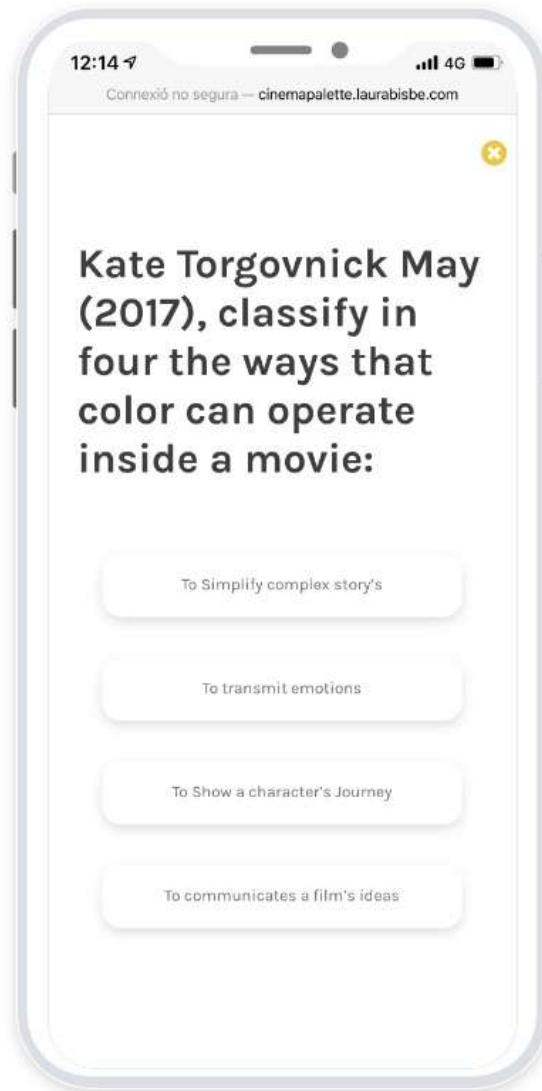 12:14
4G
Connexió no segura — cinemapalette.laurabisbe.com
Kate Torgovnick May
(2017), classify in
four the ways that
color can operate
inside a movie:
To Simplify complex story's
To transmit emotions
To Show a character's Journey
To communicates a film's ideas